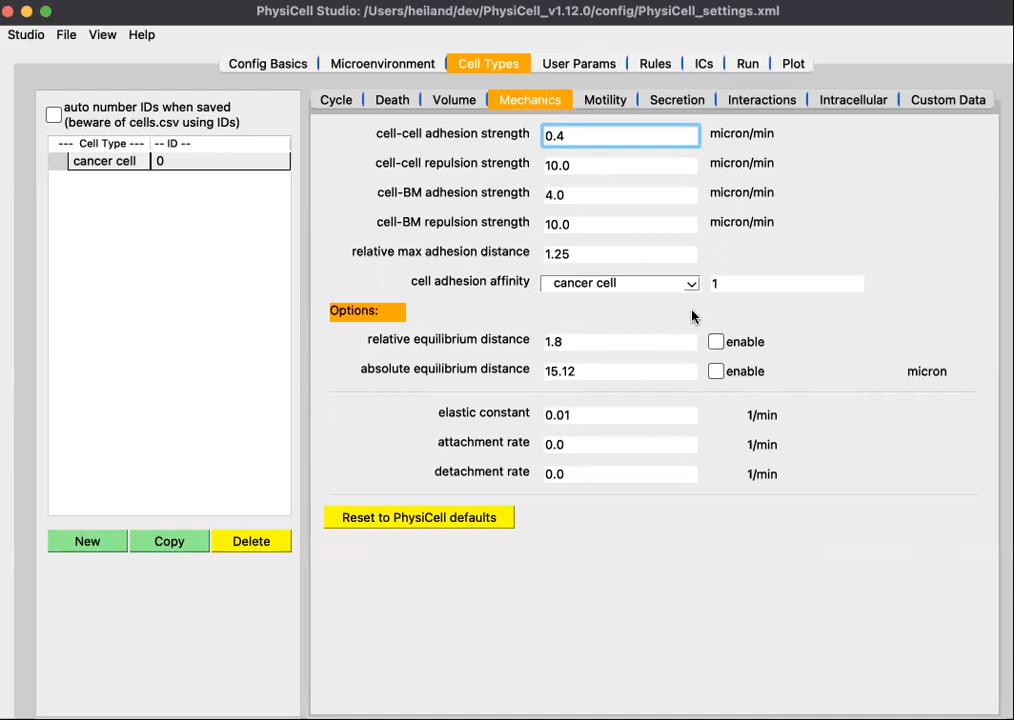 PhysiCell Studio: /Users/heiland/dev/PhysiCell_v1.12.0/config/PhysiCell_settings.xml
Studio File View Help
Config Basics Microenvironment Cell Types User Params Rules ICs Run Plot
auto number IDs when saved
(beware of cells.csv using IDs)
--- Cell Type --- -- ID --
cancer cell 0
New Copy Delete
Cycle Death Volume Mechanics Motility Secretion Interactions Intracellular Custom Data
cell-cell adhesion strength 0.4 micron/min
cell-cell repulsion strength 10.0 micron/min
cell-BM adhesion strength 4.0 micron/min
cell-BM repulsion strength 10.0 micron/min
relative max adhesion distance 1.25
cell adhesion affinity cancer cell 1
Options:
relative equilibrium distance 1.8 enable
absolute equilibrium distance 15.12 enable micron
elastic constant 0.01 1/min
attachment rate 0.0 1/min
detachment rate 0.0 1/min
Reset to PhysiCell defaults